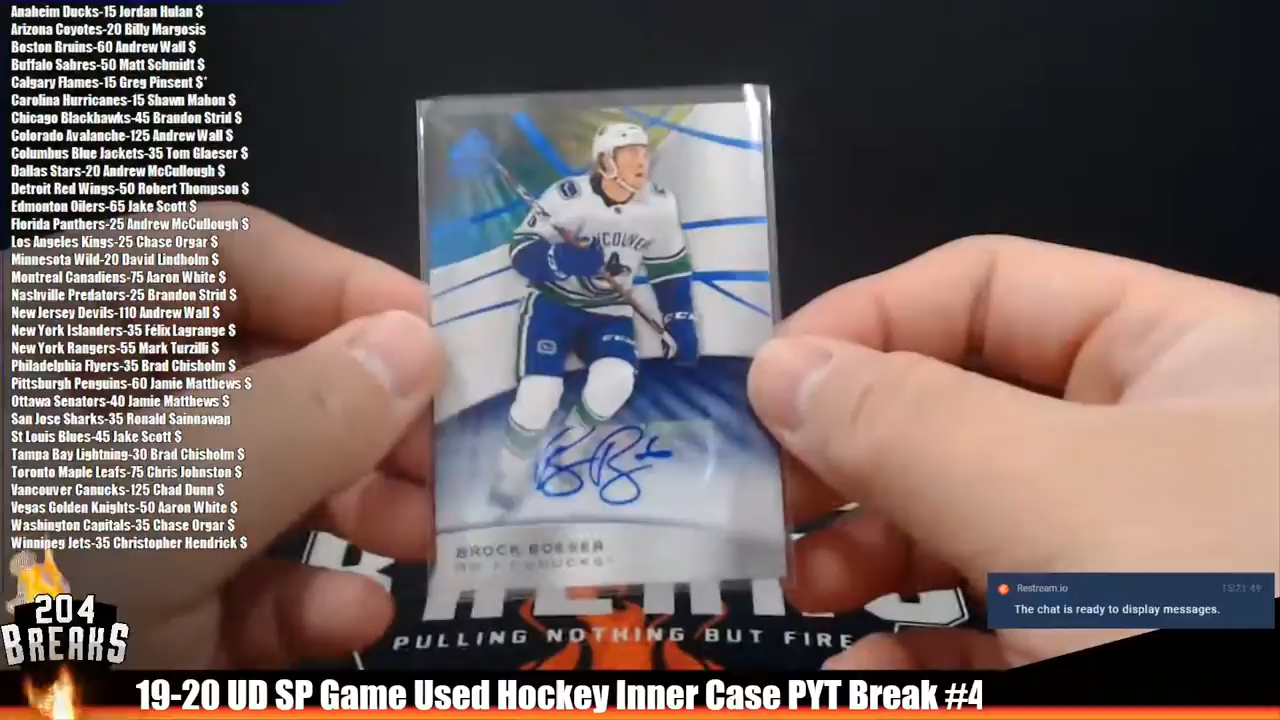 Anaheim Ducks-15 Jordan Hulan $
Arizona Coyotes-20 Billy Margosis
Boston Bruins-60 Andrew Wall $
Buffalo Sabres-50 Matt Schmidt $
Calgary Flames-15 Greg Pinsent $*
Carolina Hurricanes-15 Shawn Mahon $
Chicago Blackhawks-45 Brandon Strid $
Colorado Avalanche-125 Andrew Wall $
Columbus Blue Jackets-35 Tom Glaeser $
Dallas Stars-20 Andrew McCullough $
Detroit Red Wings-50 Robert Thompson $
Edmonton Oilers-65 Jake Scott $
Florida Panthers-25 Andrew McCullough $
Los Angeles Kings-25 Chase Orgar $
Minnesota Wild-20 David Lindholm $
Montreal Canadiens-75 Aaron White $
Nashville Predators-25 Brandon Strid $
New Jersey Devils-110 Andrew Wall $
New York Islanders-35 Félix Lagrange $
New York Rangers-55 Mark Turzilli $
Philadelphia Flyers-35 Brad Chisholm $
Pittsburgh Penguins-60 Jamie Matthews $
Ottawa Senators-40 Jamie Matthews $
San Jose Sharks-35 Ronald Sainnawap
St Louis Blues-45 Jake Scott $
Tampa Bay Lightning-30 Brad Chisholm $
Toronto Maple Leafs-75 Chris Johnston $
Vancouver Canucks-125 Chad Dunn $
Vegas Golden Knights-50 Aaron White $
Washington Capitals-35 Chase Orgar $
Winnipeg Jets-35 Christopher Hendrick $
204
BREAKS
VANCOUVER
CCM
BROCK BOESER
PULLING NOTHING BUT FIRE
Restream.io 15:21:49
The chat is ready to display messages.
19-20 UD SP Game Used Hockey Inner Case PYT Break #4